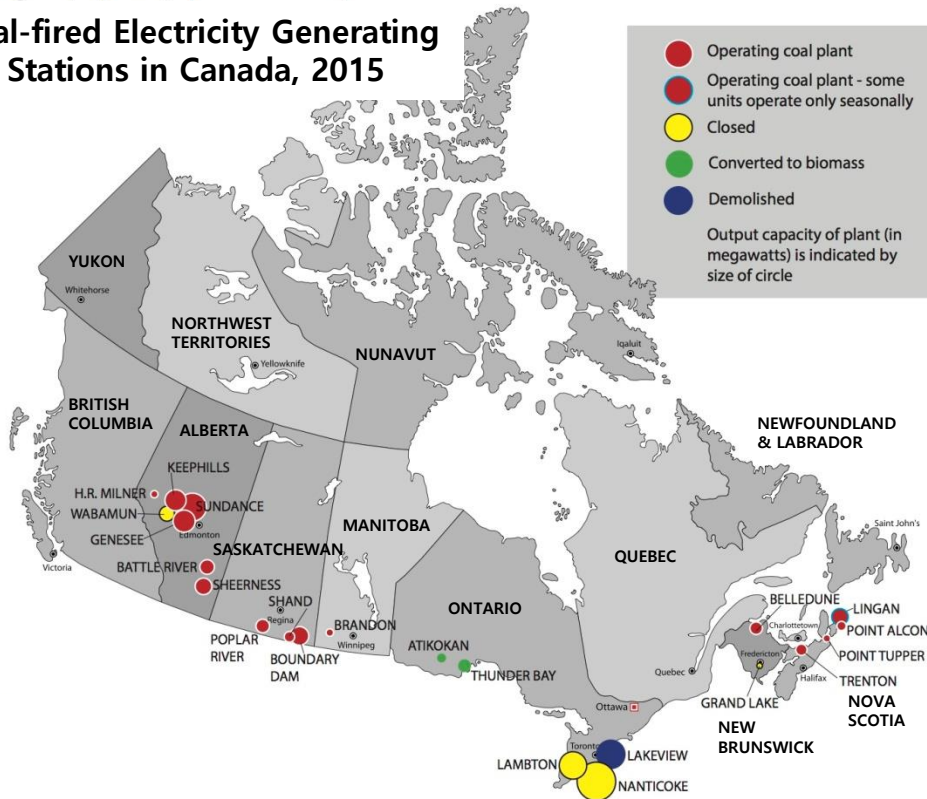 al-fired Electricity Generating
Stations in Canada, 2015
Operating coal plant
Operating coal plant - some
units operate only seasonally
Closed
Converted to biomass
Demolished
Output capacity of plant (in
megawatts) is indicated by
size of circle
YUKON
Whitehorse
NORTHWEST
TERRITORIES
Yellowknife
NUNAVUT
Iqaluit
BRITISH
COLUMBIA
ALBERTA
NEWFOUNDLAND
& LABRADOR
KEEPHILLS
H.R. MILNER
SUNDANCE
WABAMUN
GENESEE
Edmonton
MANITOBA
SASKATCHEWAN
QUEBEC
Saint John's
Victoria
BATTLE RIVER
SHEERNESS
SHAND
Regina
ONTARIO
BELLEDUNE
LINGAN
Charlottetown
POINT ALCON
POPLAR
RIVER
BRANDON
Winnipeg
BOUNDARY
DAM
ATIKOKAN
THUNDER BAY
Quebec
Fredericton
POINT TUPPER
Halifax
TRENTON
GRAND LAKE
NOVA
SCOTIA
Ottawa
NEW
BRUNSWICK
Toronto
LAKEVIEW
LAMBTON
NANTICOKE